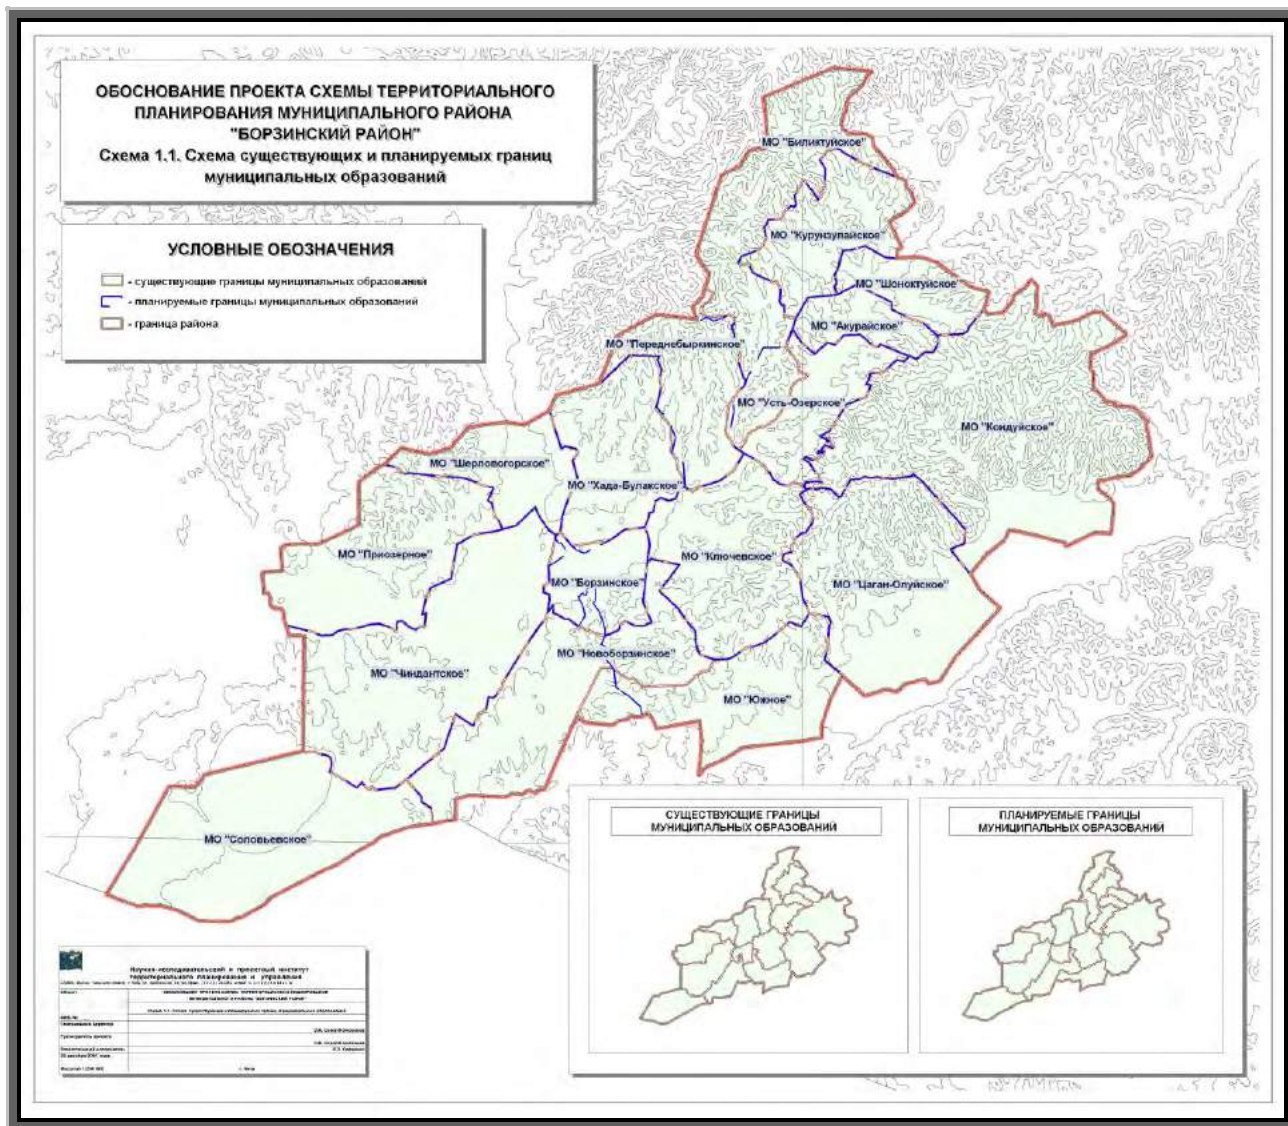 ОБОСНОВАНИЕ ПРОЕКТА СХЕМЫ ТЕРРИТОРИАЛЬНОГО
ПЛАНИРОВАНИЯ МУНИЦИПАЛЬНОГО РАЙОНА
"БОРЗИНСКИЙ РАЙОН"
Схема 1.1. Схема существующих и планируемых границ
муниципальных образований
УСЛОВНЫЕ ОБОЗНАЧЕНИЯ
- существующие границы муниципальных образований
- планируемые границы муниципальных образований
- граница района
МО "Биликтуйское"
МО "Курунзулайское"
МО "Шоноктуйское"
МО "Акурайское"
МО "Переднебыркинское"
МО "Усть-Озерское"
МО "Кондуйское"
МО "Шерловогорское"
МО "Хада-Булакское"
МО "Приозерное"
МО "Ключевское"
МО "Борзинское"
МО "Цаган-Олуйское"
МО "Новоборзинское"
МО "Чиндантское"
МО "Южное"
МО "Соловьевское"
СУЩЕСТВУЮЩИЕ ГРАНИЦЫ
МУНИЦИПАЛЬНЫХ ОБРАЗОВАНИЙ
ПЛАНИРУЕМЫЕ ГРАНИЦЫ
МУНИЦИПАЛЬНЫХ ОБРАЗОВАНИЙ
Научно-исследовательский и проектный институт
территориального планирования и управления